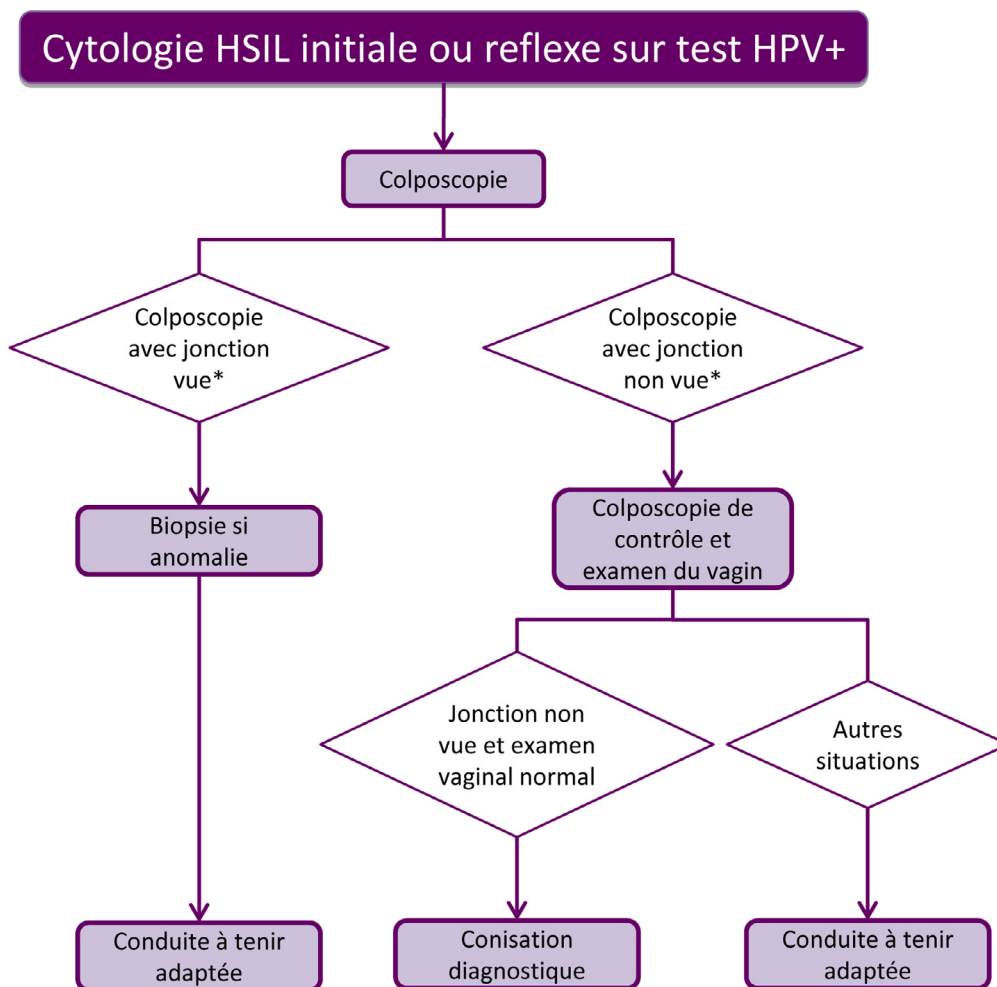 Cytologie HSIL initiale ou reflexe sur test HPV+
Colposcopie
Colposcopie
avec jonction
vue*
Colposcopie
avec jonction
non vue*
Biopsie si
anomalie
Colposcopie de
contrôle et
examen du vagin
Jonction non
vue et examen
vaginal normal
Autres
situations
Conduite à tenir
adaptée
Conisation
diagnostique
Conduite à tenir
adaptée